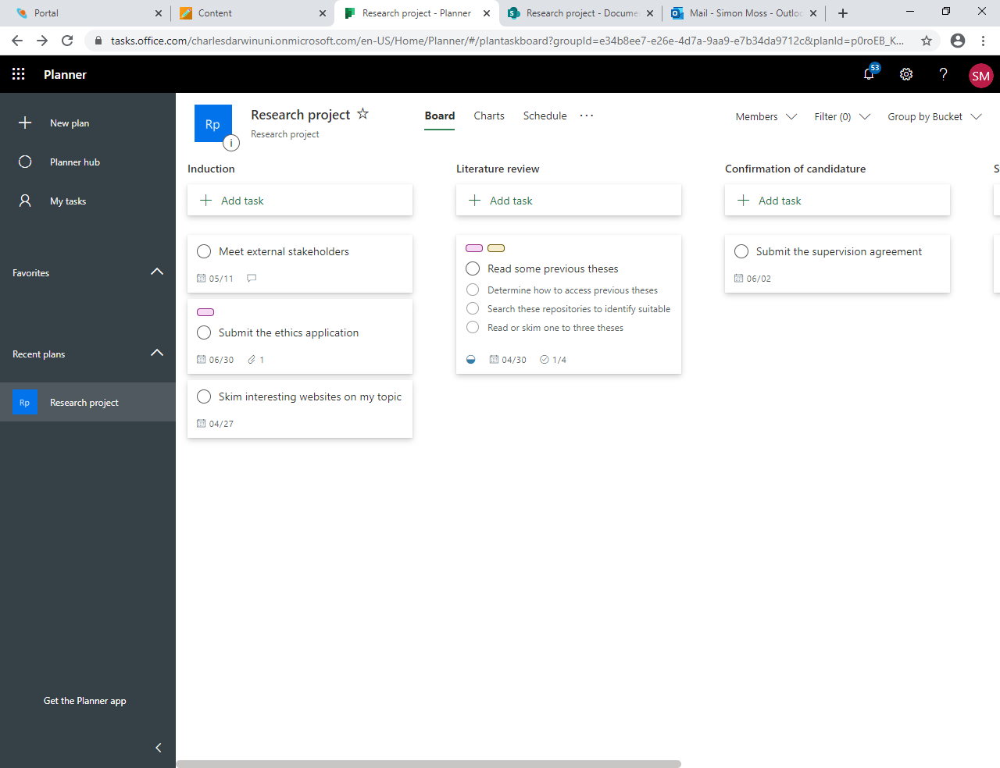 Portal
Content
Research project - Planner
Research project - Docume
Mail - Simon Moss - Outloo
tasks.office.com/charlesdarwinuni.onmicrosoft.com/en-US/Home/Planner/#/plantaskboard?groupId=e34b8ee7-e26e-4d7a-9aa9-e7b34da9712c&planId=p0roEB_K...
Planner
53
?
SM
New plan
Planner hub
My tasks
Favorites
Recent plans
Rp
Research project
Get the Planner app
Rp
i
Research project
Research project
Board
Charts
Schedule
...
Members
Filter (0)
Group by Bucket
Induction
+ Add task
Meet external stakeholders
05/11
Submit the ethics application
06/30 1
Skim interesting websites on my topic
04/27
Literature review
+ Add task
Read some previous theses
Determine how to access previous theses
Search these repositories to identify suitable
Read or skim one to three theses
04/30 1/4
Confirmation of candidature
+ Add task
Submit the supervision agreement
06/02
S